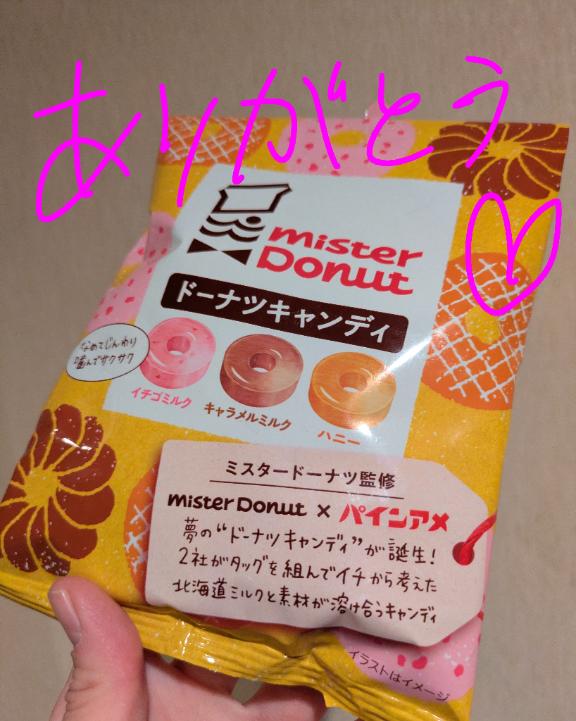 ありがとう♡
mister
Donut
ドーナツキャンディ
なめてじんわり
噛んでサクサク
イチゴミルク
キャラメルミルク
ハニー
ミスタードーナツ監修
mister Donut × パインアメ
夢の“ドーナツキャンディ”が誕生!
2社がタッグを組んでイチから考えた
北海道ミルクと素材が溶け合うキャンディ
イラストはイメージ